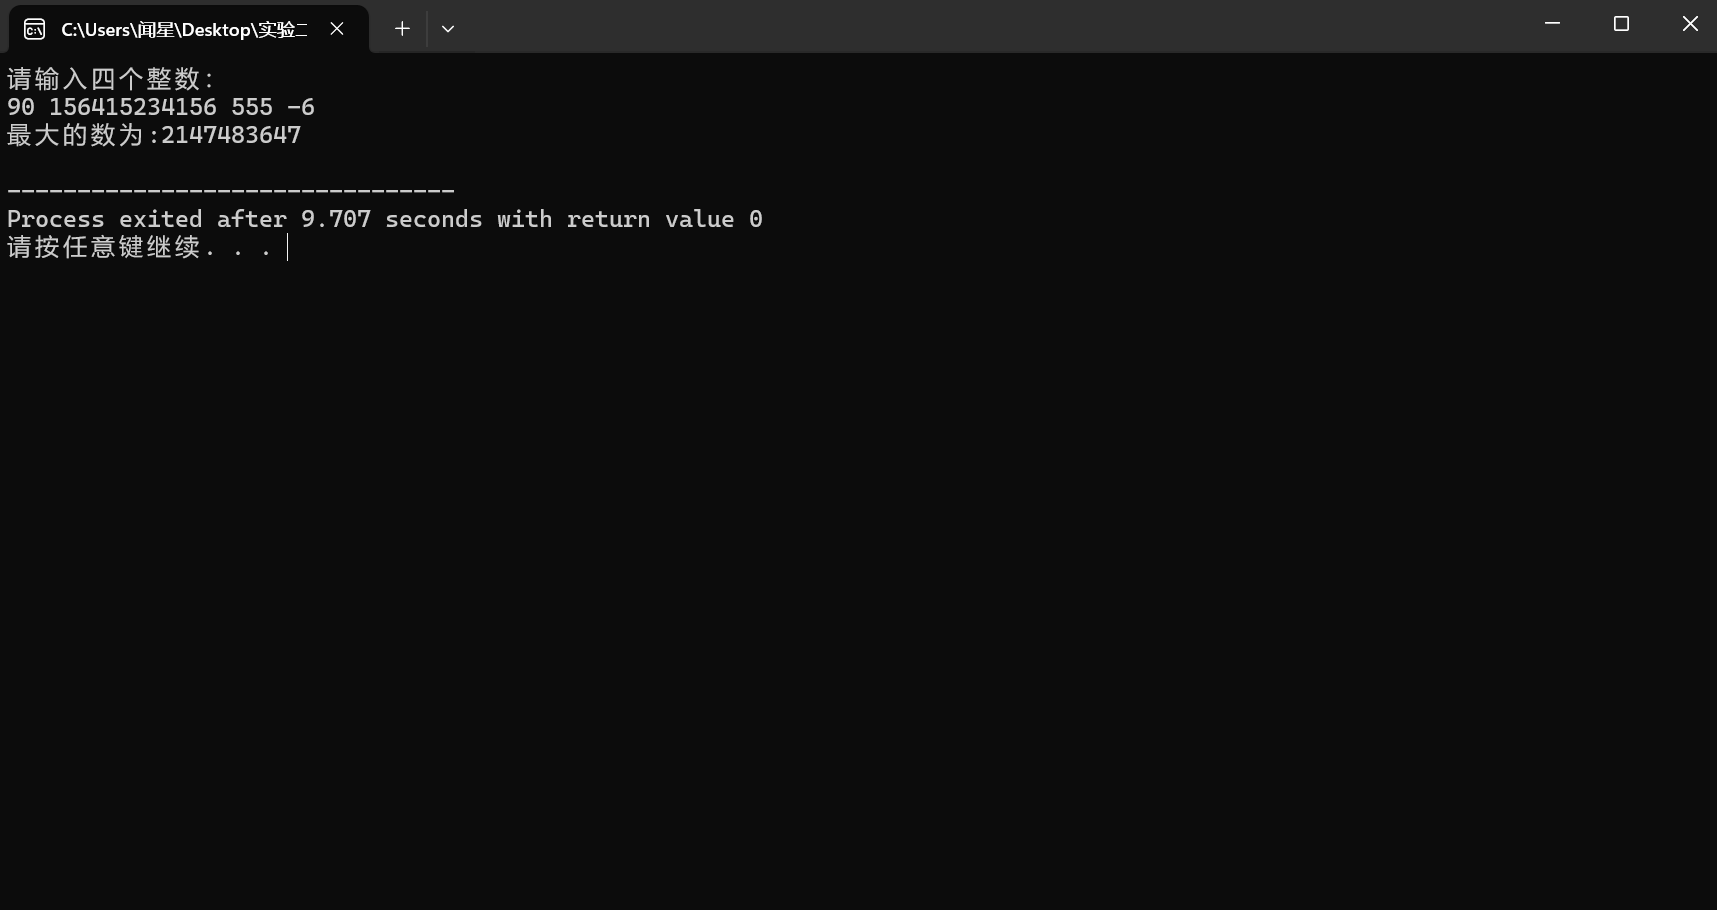 C:\Users\闻星\Desktop\实验二
请输入四个整数：
90 156415234156 555 -6
最大的数为:2147483647
--------------------------------
Process exited after 9.707 seconds with return value 0
请按任意键继续. . .